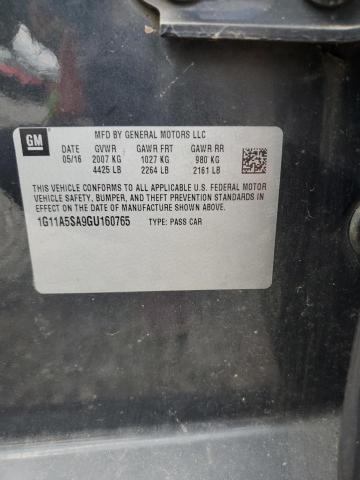 GM
MFD BY GENERAL MOTORS LLC
DATE GVWR GAWR FRT GAWR RR
05/16 2007 KG 1027 KG 980 KG
4425 LB 2264 LB 2161 LB
THIS VEHICLE CONFORMS TO ALL APPLICABLE U.S. FEDERAL MOTOR
VEHICLE SAFETY, BUMPER, AND THEFT PREVENTION STANDARDS IN
EFFECT ON THE DATE OF MANUFACTURE SHOWN ABOVE.
1G11A5SA9GU160765 TYPE: PASS CAR